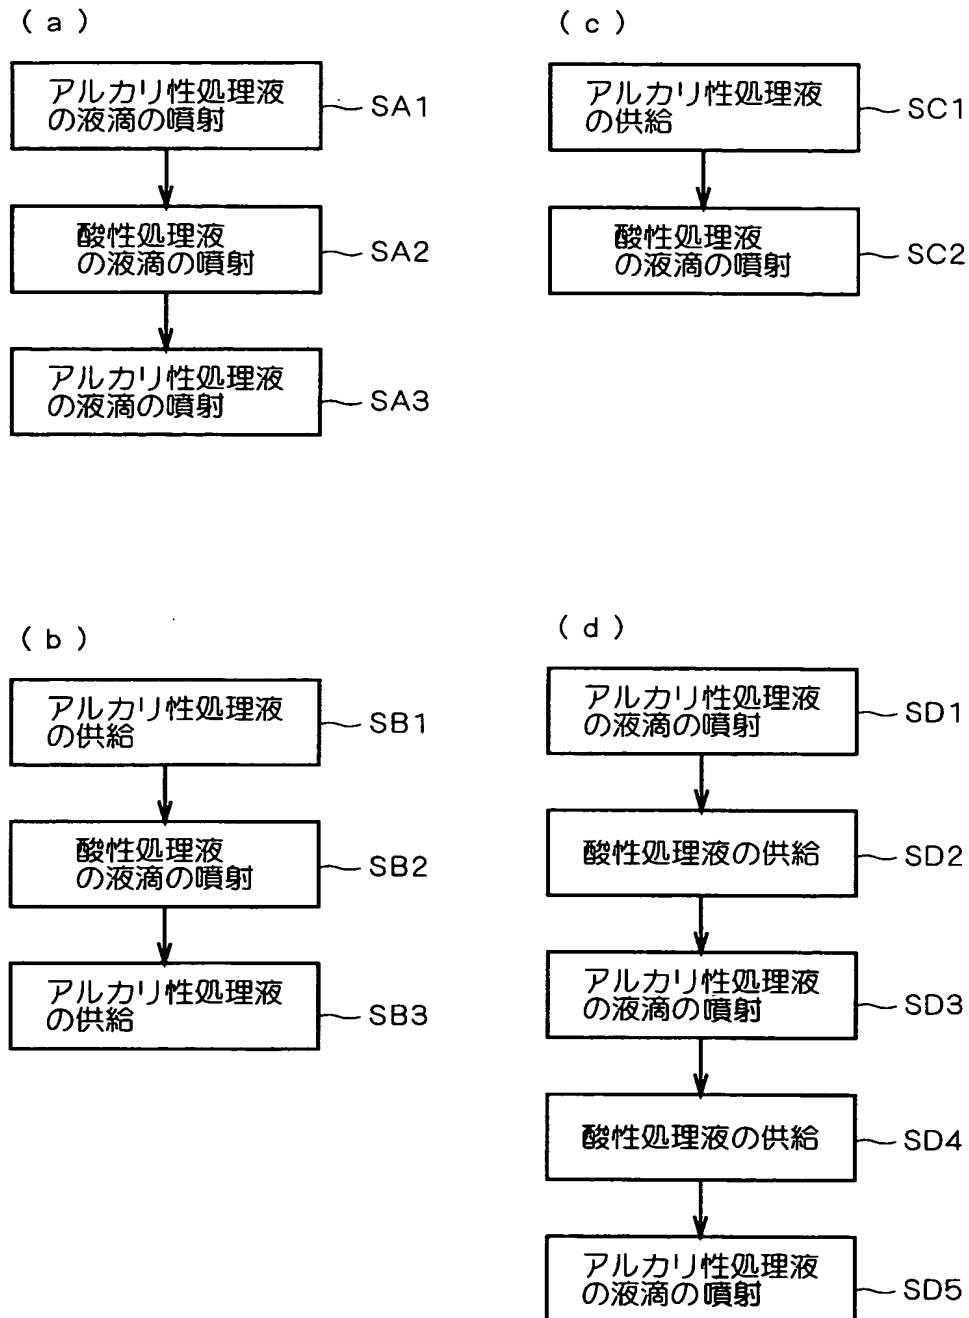 (a)
アルカリ性処理液
の液滴の噴射
SA1
酸性処理液
の液滴の噴射
SA2
アルカリ性処理液
の液滴の噴射
SA3
(b)
アルカリ性処理液
の供給
SB1
酸性処理液
の液滴の噴射
SB2
アルカリ性処理液
の供給
SB3
(c)
アルカリ性処理液
の供給
SC1
酸性処理液
の液滴の噴射
SC2
(d)
アルカリ性処理液
の液滴の噴射
SD1
酸性処理液の供給
SD2
アルカリ性処理液
の液滴の噴射
SD3
酸性処理液の供給
SD4
アルカリ性処理液
の液滴の噴射
SD5